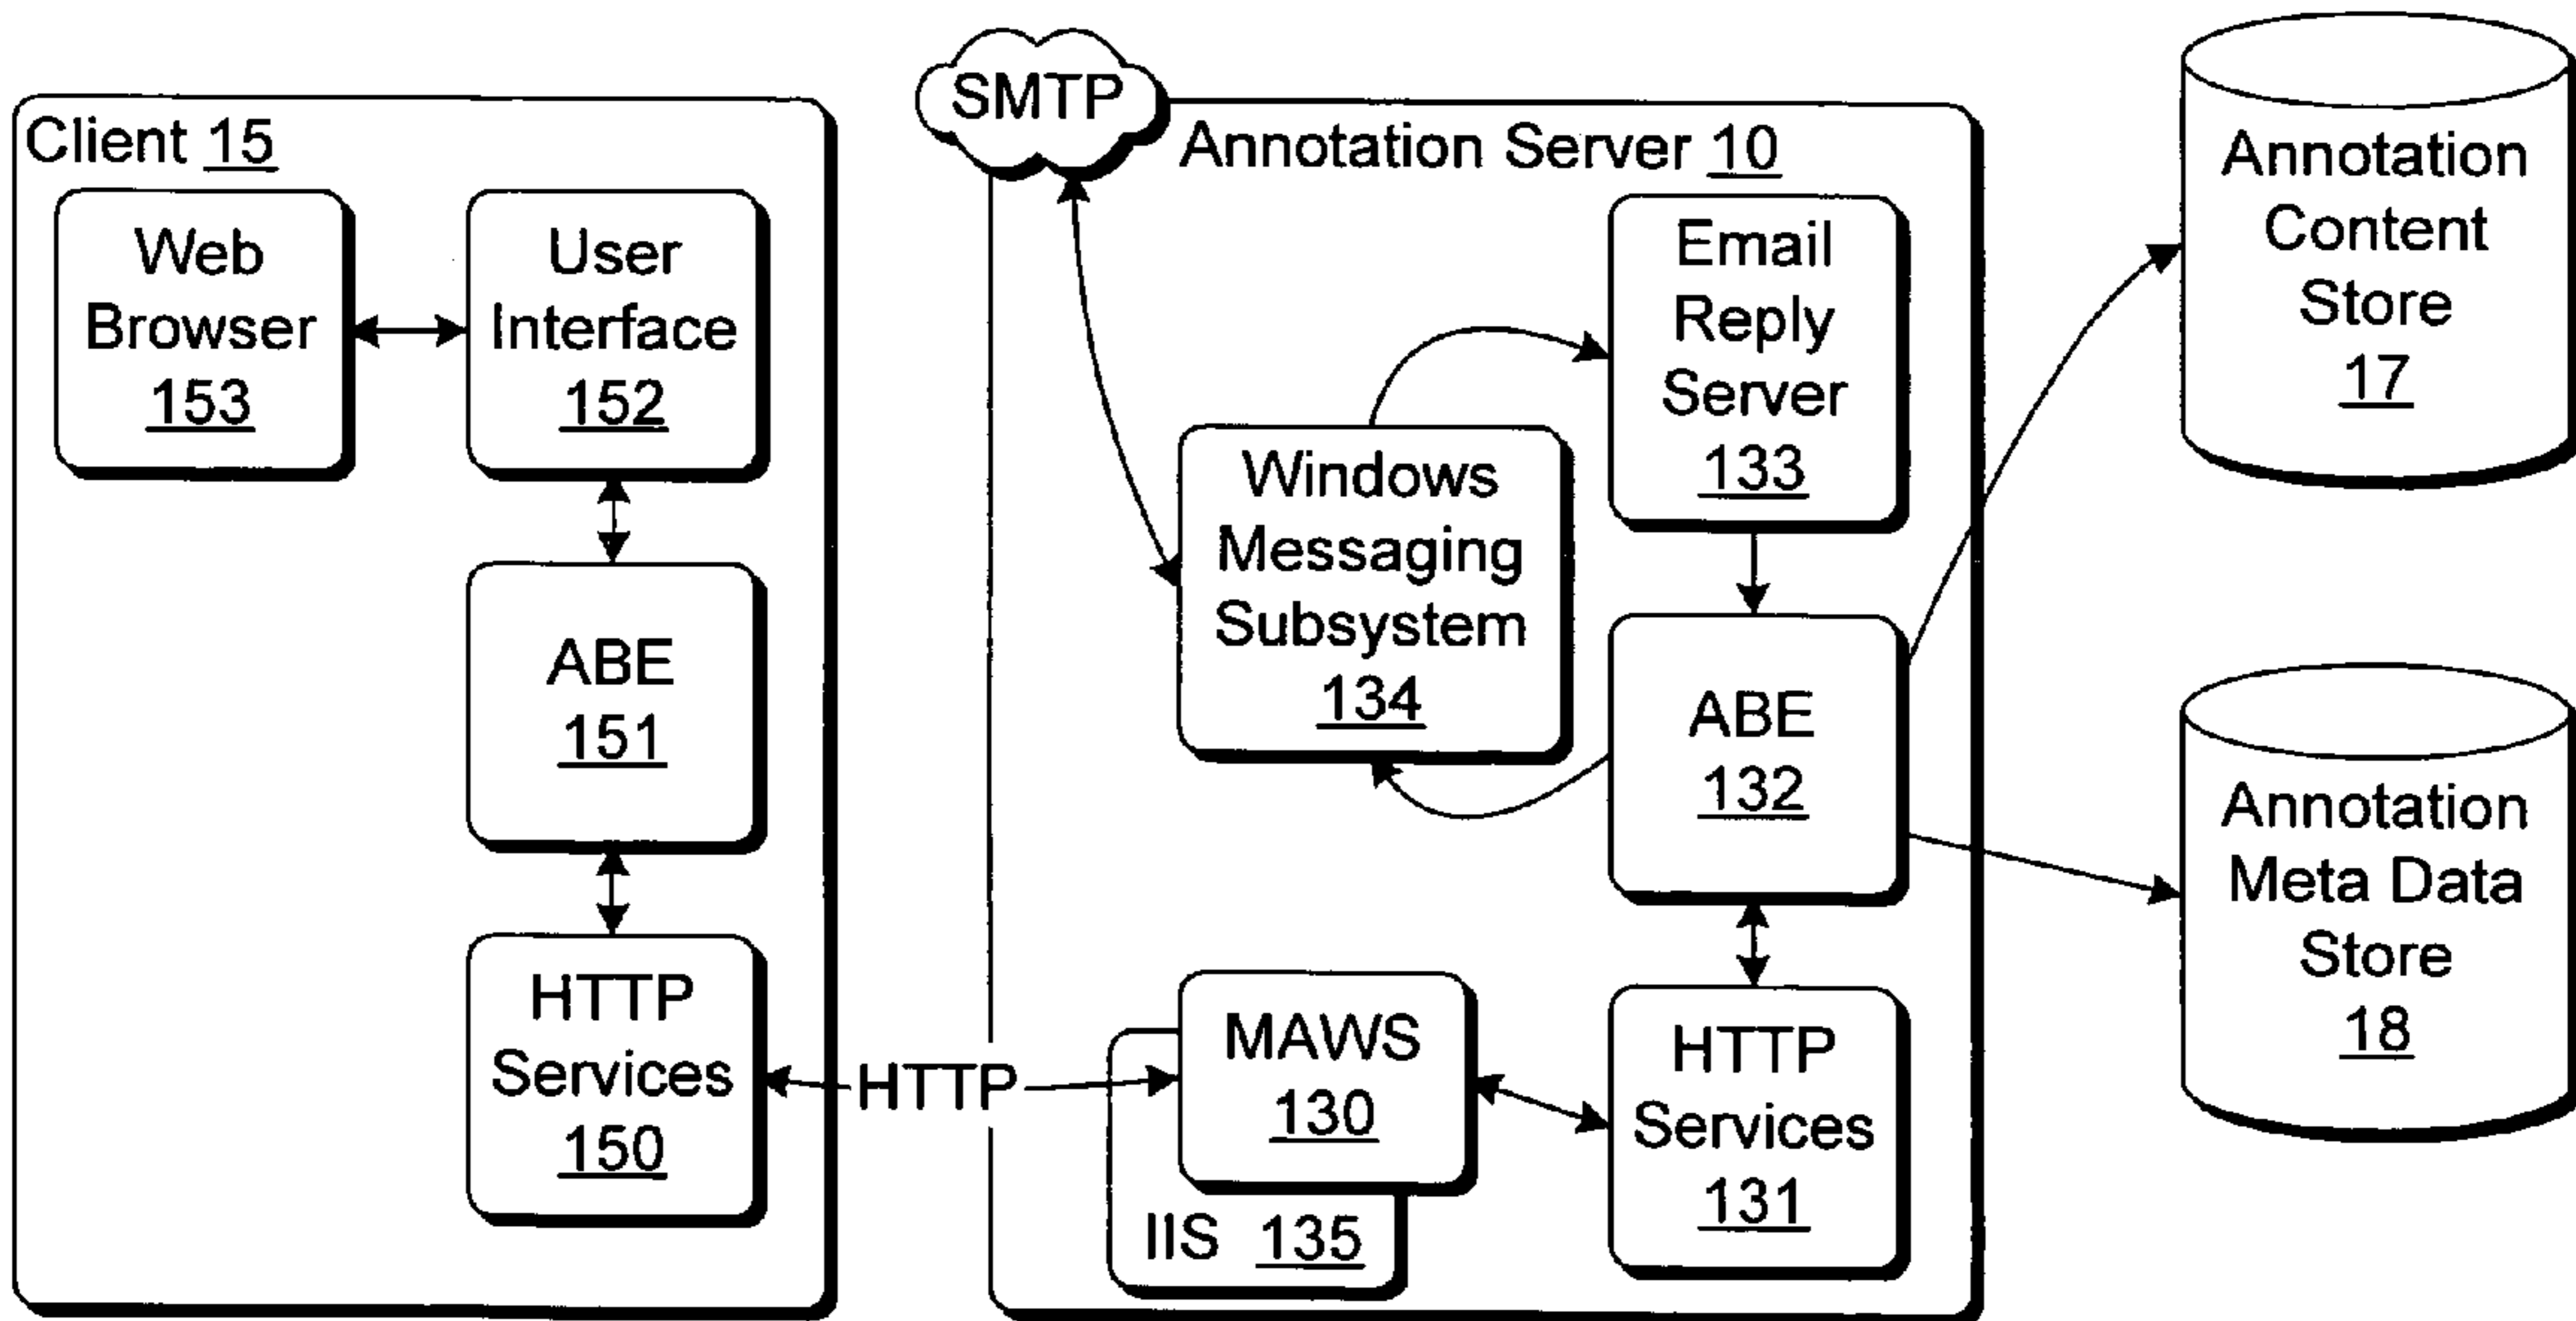 Client 15
Web
Browser
153
User
Interface
152
ABE
151
HTTP
Services
150
HTTP
SMTP
Annotation Server 10
Email
Reply
Server
133
Windows
Messaging
Subsystem
134
ABE
132
MAWS
130
IIS 135
HTTP
Services
131
Annotation
Content
Store
17
Annotation
Meta Data
Store
18